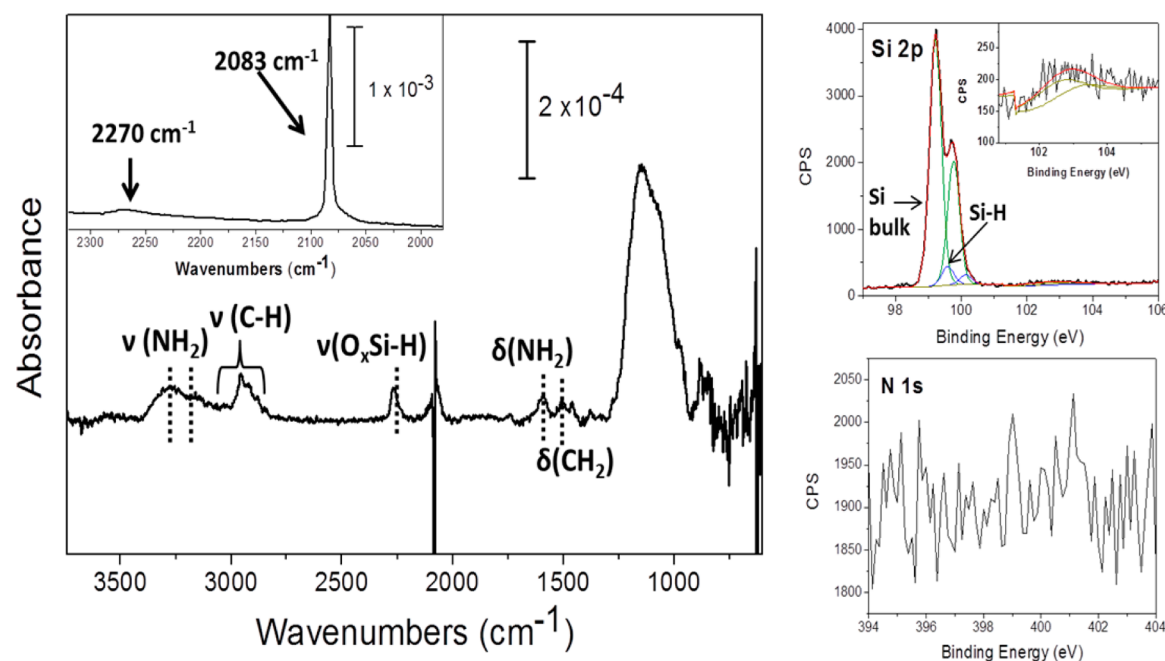 Absorbance
Wavenumbers (cm⁻¹)
3500 3000 2500 2000 1500 1000
2270 cm⁻¹
2083 cm⁻¹
1 x 10⁻³
2 x 10⁻⁴
2300 2250 2200 2150 2100 2050 2000
Wavenumbers (cm⁻¹)
ν (NH₂)
ν (C-H)
ν(OₓSi-H)
δ(NH₂)
δ(CH₂)
Si 2p
CPS
4000
3000
2000
1000
0
98 100 102 104 106
Binding Energy (eV)
Si
bulk
Si-H
CPS
250
200
150
100
102 104
Binding Energy (eV)
N 1s
CPS
2050
2000
1950
1900
1850
1800
394 396 398 400 402 404
Binding Energy (eV)